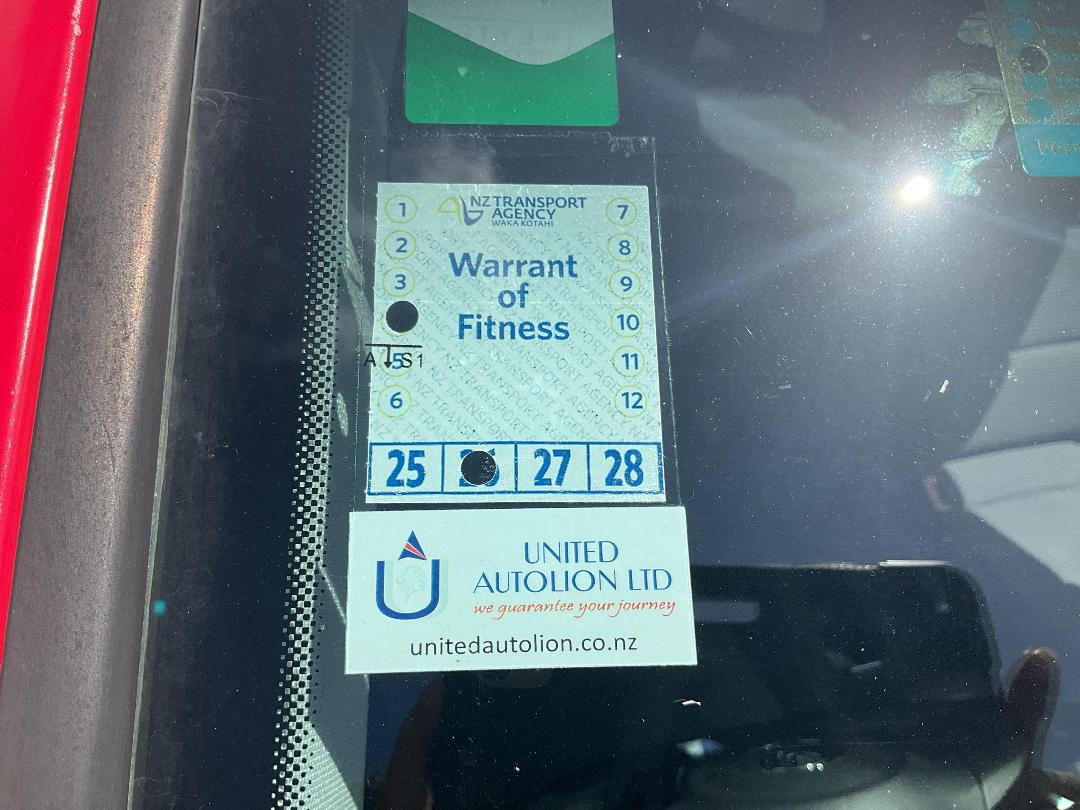 NZ TRANSPORT
AGENCY
WAKA KOTAHI
1
2
3
5
6
7
8
9
10
11
12
Warrant
of
Fitness
A S1
25
27
28
UNITED
AUTOLION LTD
we guarantee your journey
unitedautolion.co.nz